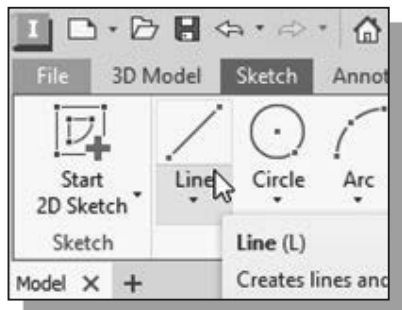 I
File 3D Model Sketch Annot
Start
2D Sketch
Line Circle Arc
Sketch
Line (L)
Model × +
Creates lines and